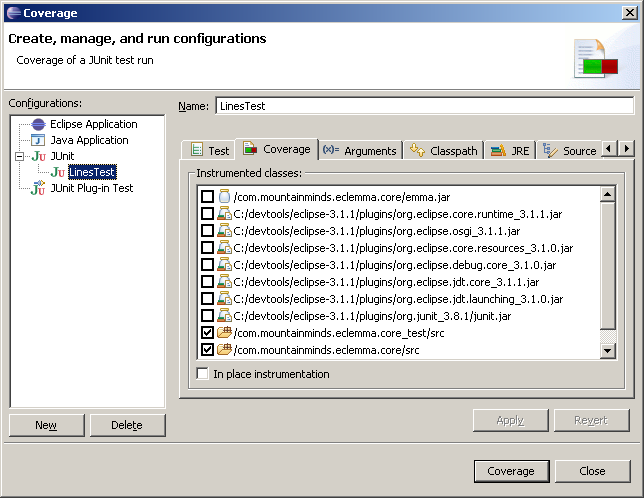 Coverage
Create, manage, and run configurations
Coverage of a JUnit test run
Configurations:
Eclipse Application
Java Application
JUnit
LinesTest
JUnit Plug-in Test
New
Delete
Name: LinesTest
Test
Coverage
Arguments
Classpath
JRE
Source
Instrumented classes:
/com.mountainminds.eclemma.core/emma.jar
C:/devtools/eclipse-3.1.1/plugins/org.eclipse.core.runtime_3.1.1.jar
C:/devtools/eclipse-3.1.1/plugins/org.eclipse.osgi_3.1.1.jar
C:/devtools/eclipse-3.1.1/plugins/org.eclipse.core.resources_3.1.0.jar
C:/devtools/eclipse-3.1.1/plugins/org.eclipse.debug.core_3.1.0.jar
C:/devtools/eclipse-3.1.1/plugins/org.eclipse.jdt.core_3.1.1.jar
C:/devtools/eclipse-3.1.1/plugins/org.eclipse.jdt.launching_3.1.0.jar
C:/devtools/eclipse-3.1.1/plugins/org.junit_3.8.1/junit.jar
/com.mountainminds.eclemma.core_test/src
/com.mountainminds.eclemma.core/src
In place instrumentation
Apply
Revert
Coverage
Close